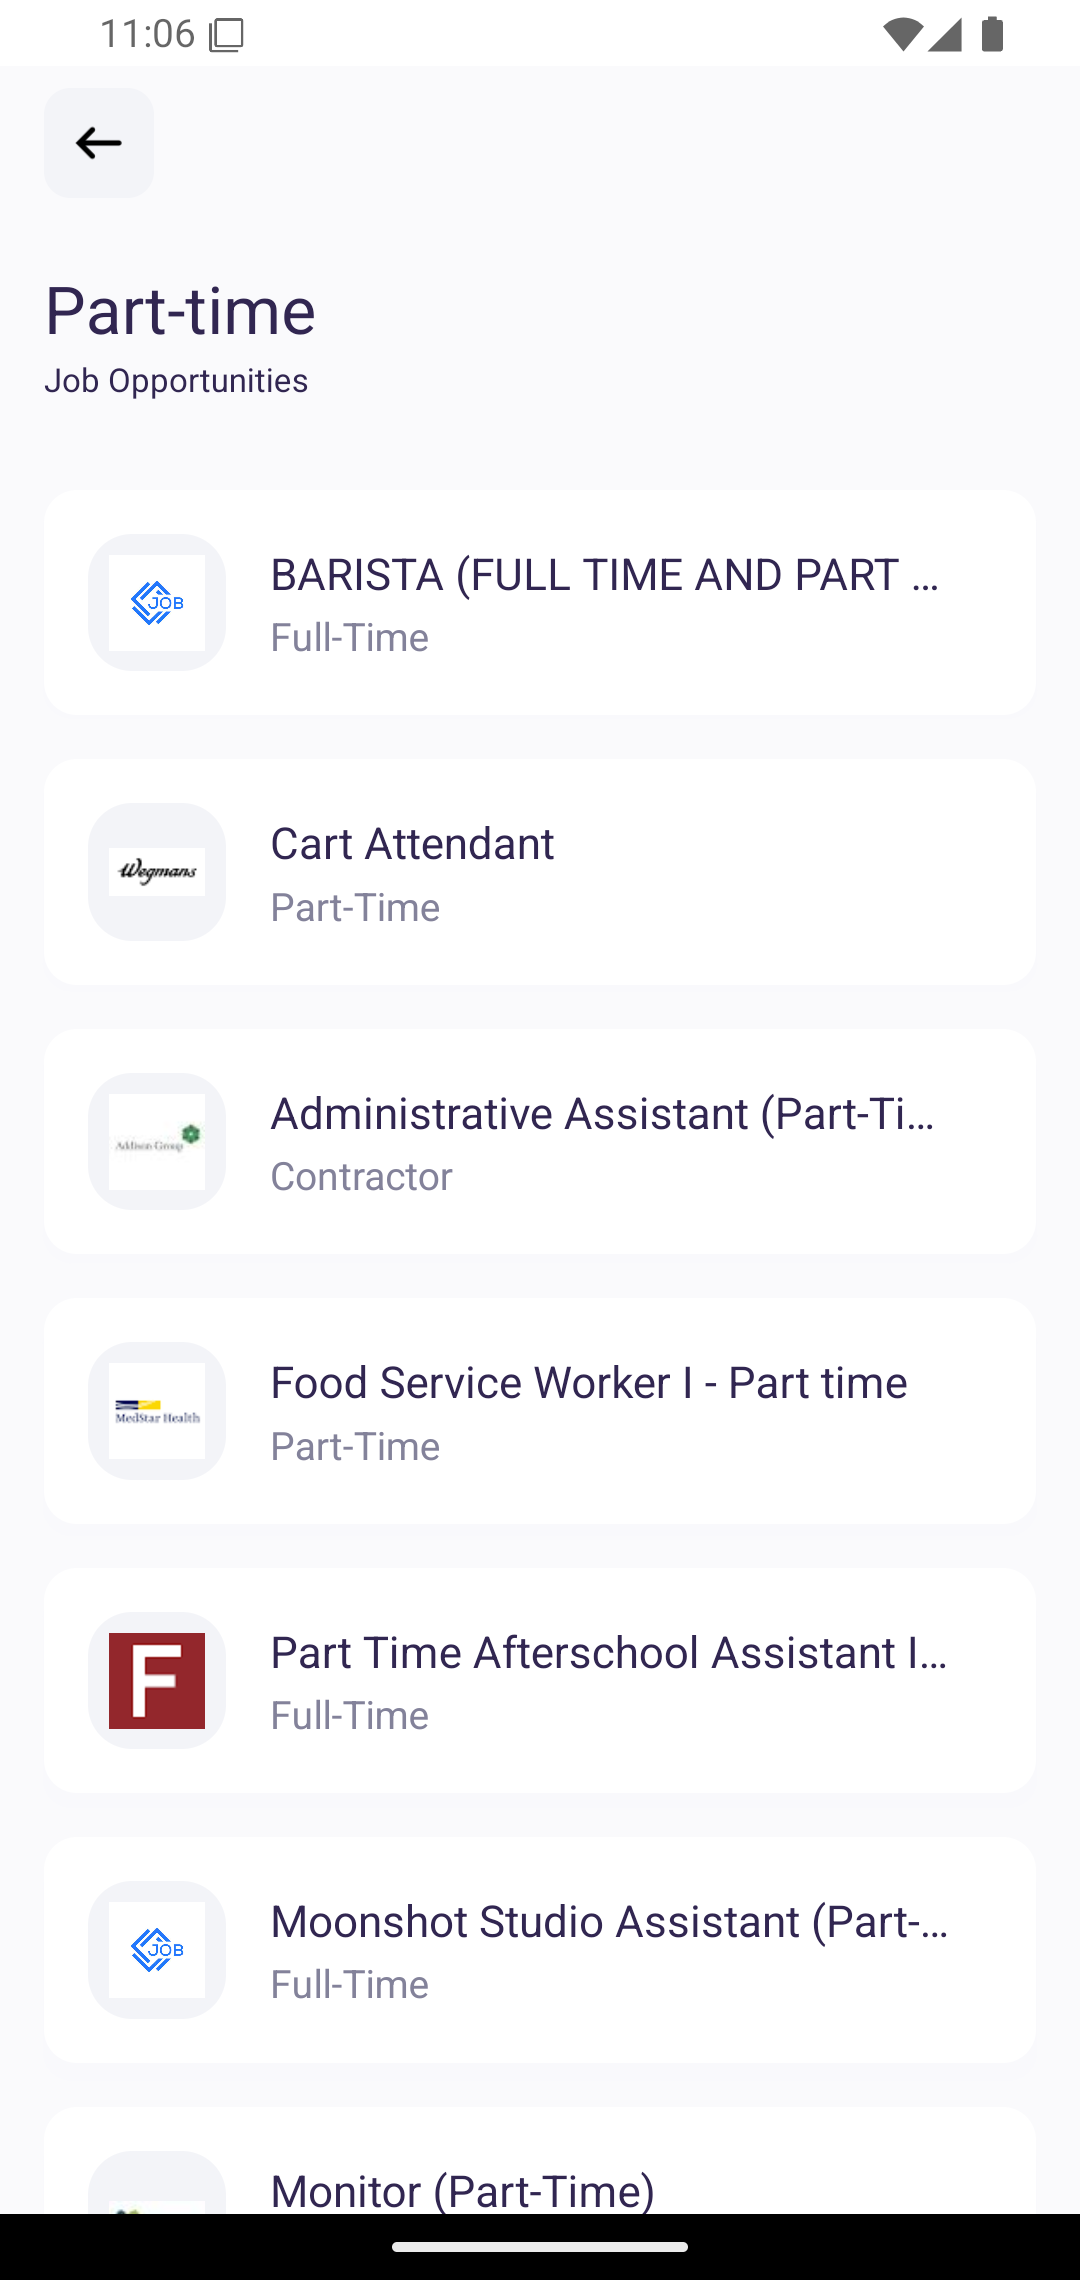 11:06
Part-time
Job Opportunities
JOB
BARISTA (FULL TIME AND PART ...
Full-Time
Wegmans
Cart Attendant
Part-Time
Addison Group
Administrative Assistant (Part-Ti...
Contractor
MedStar Health
Food Service Worker I - Part time
Part-Time
F
Part Time Afterschool Assistant I...
Full-Time
JOB
Moonshot Studio Assistant (Part-...
Full-Time
Monitor (Part-Time)